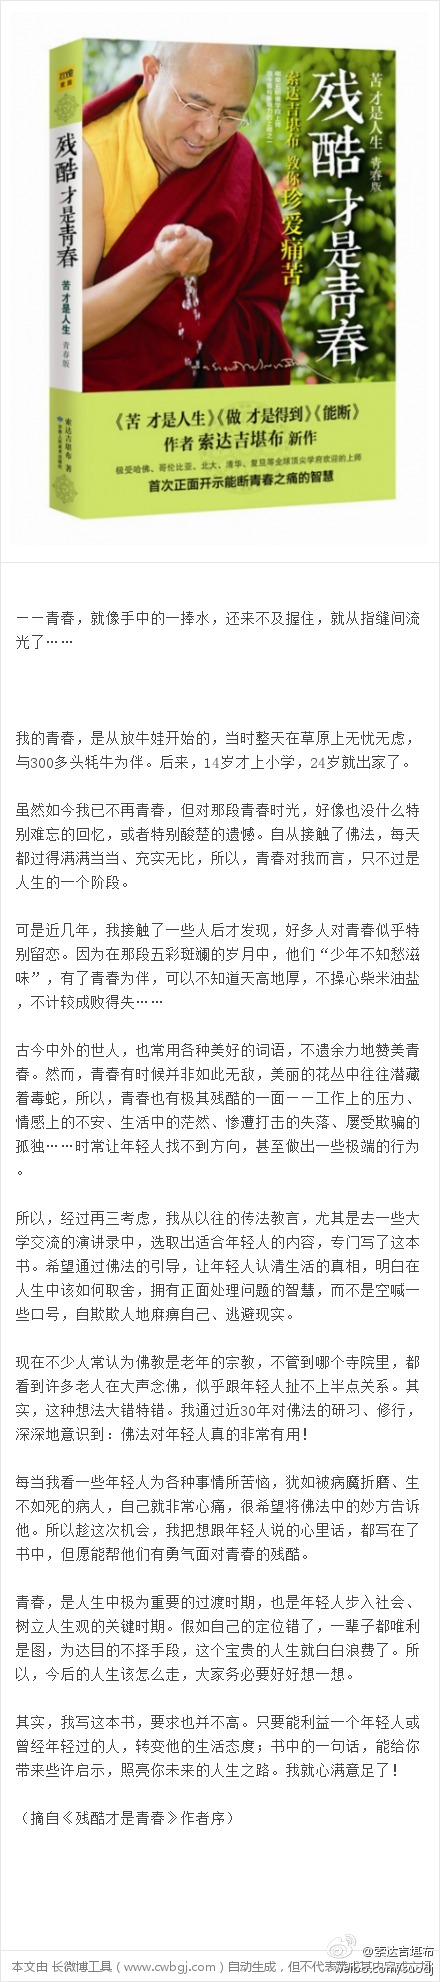 残酷才是青春
苦才是人生 青春版
索达吉堪布 教你珍爱痛苦
残酷 才是青春
苦 才是人生 青春版
索达吉堪布 著
《苦 才是人生》《做 才是得到》《能断》
作者 索达吉堪布 新作
极受哈佛、哥伦比亚、北大、清华、复旦等全球顶尖学府欢迎的上师
首次正面开示能断青春之痛的智慧
——青春，就像手中的一捧水，还来不及握住，就从指缝间流
光了……
我的青春，是从放牛娃开始的，当时整天在草原上无忧无虑，
与300多头牦牛为伴。后来，14岁才上小学，24岁就出家了。
虽然如今我已不再青春，但对那段青春时光，好像也没什么特
别难忘的回忆，或者特别酸楚的遗憾。自从接触了佛法，每天
都过得满满当当、充实无比，所以，青春对我而言，只不过是
人生的一个阶段。
可是近几年，我接触了一些人后才发现，好多人对青春似乎特
别留恋。因为在那段五彩斑斓的岁月中，他们“少年不知愁滋
味”，有了青春为伴，可以不知道天高地厚，不操心柴米油盐
，不计较成败得失……
古今中外的世人，也常用各种美好的词语，不遗余力地赞美青
春。然而，青春有时候并非如此无敌，美丽的花丛中往往潜藏
着毒蛇，所以，青春也有极其残酷的一面——工作上的压力、
情感上的不安、生活中的茫然、惨遭打击的失落、屡受欺骗的
孤独……时常让年轻人找不到方向，甚至做出一些极端的行为
。
所以，经过再三考虑，我从以往的传法教言，尤其是去一些大
学交流的演讲录中，选取出适合年轻人的内容，专门写了这本
书。希望通过佛法的引导，让年轻人认清生活的真相，明白在
人生中该如何取舍，拥有正面处理问题的智慧，而不是空喊一
些口号，自欺欺人地麻痹自己、逃避现实。
现在不少人常认为佛教是老年的宗教，不管到哪个寺院里，都
看到许多老人在大声念佛，似乎跟年轻人扯不上半点关系。其
实，这种想法大错特错。我通过近30年对佛法的研习、修行，
深深地意识到：佛法对年轻人真的非常有用！
每当我看一些年轻人为各种事情所苦恼，犹如被病魔折磨、生
不如死的病人，自己就非常心痛，很希望将佛法中的妙方告诉
他。所以趁这次机会，我把想跟年轻人说的心里话，都写在了
书中，但愿能帮他们有勇气面对青春的残酷。
青春，是人生中极为重要的过渡时期，也是年轻人步入社会、
树立人生观的关键时期。假如自己的定位错了，一辈子都唯利
是图，为达目的不择手段，这个宝贵的人生就白白浪费了。所
以，今后的人生该怎么走，大家务必要好好想一想。
其实，我写这本书，要求也并不高。只要能利益一个年轻人或
曾经年轻过的人，转变他的生活态度；书中的一句话，能给你
带来些许启示，照亮你未来的人生之路。我就心满意足了！
（摘自《残酷才是青春》作者序）
@索达吉堪布
本文由 长微博工具（www.cwbgj.com）自动生成，但不代表赞成其内容或立场
weibo.com/suodj